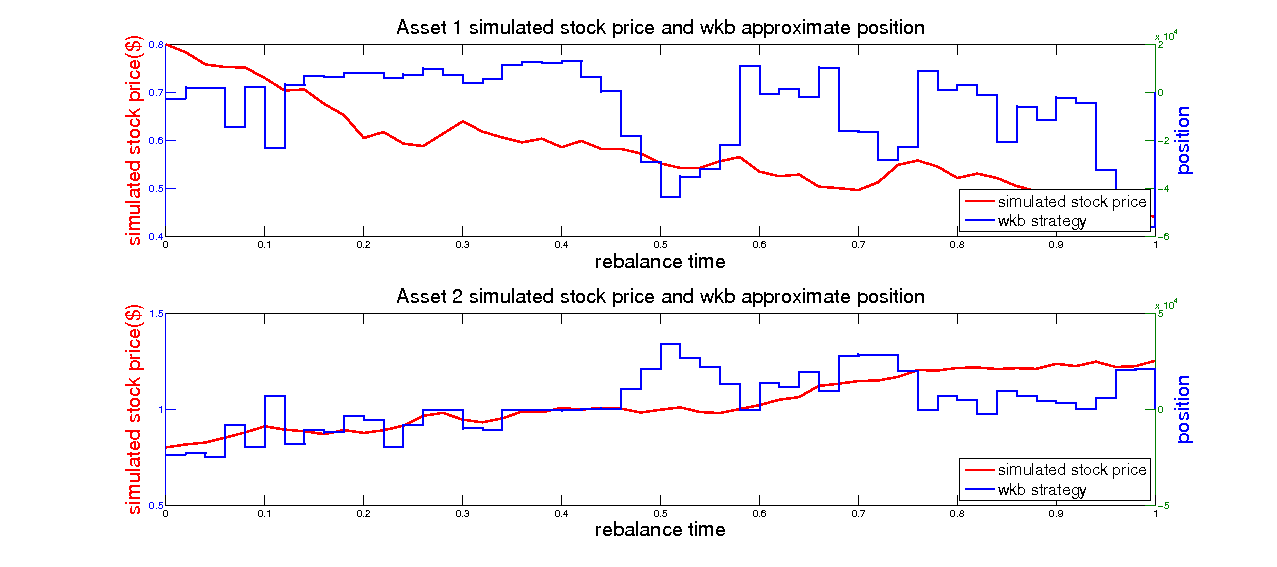 Asset 1 simulated stock price and wkb approximate position
x 10^4
simulated stock price($)
0.8
0.7
0.6
0.5
0.4
2
0
-2
-4
-6
position
simulated stock price
wkb strategy
0 0.1 0.2 0.3 0.4 0.5 0.6 0.7 0.8 0.9 1
rebalance time
Asset 2 simulated stock price and wkb approximate position
x 10^4
simulated stock price($)
1.5
1
0.5
5
0
-5
position
simulated stock price
wkb strategy
0 0.1 0.2 0.3 0.4 0.5 0.6 0.7 0.8 0.9 1
rebalance time